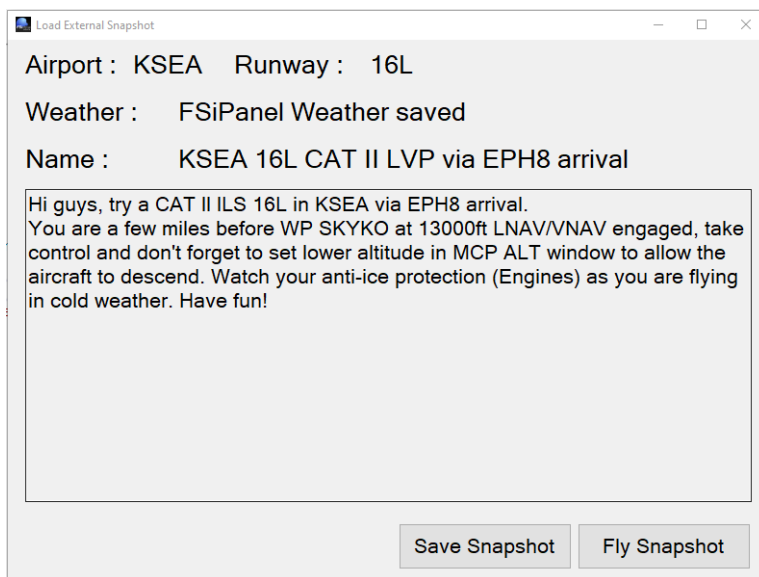 Load External Snapshot
Airport : KSEA Runway : 16L
Weather : FSiPanel Weather saved
Name : KSEA 16L CAT II LVP via EPH8 arrival
Hi guys, try a CAT II ILS 16L in KSEA via EPH8 arrival.
You are a few miles before WP SKYKO at 13000ft LNAV/VNAV engaged, take
control and don't forget to set lower altitude in MCP ALT window to allow the
aircraft to descend. Watch your anti-ice protection (Engines) as you are flying
in cold weather. Have fun!
Save Snapshot Fly Snapshot